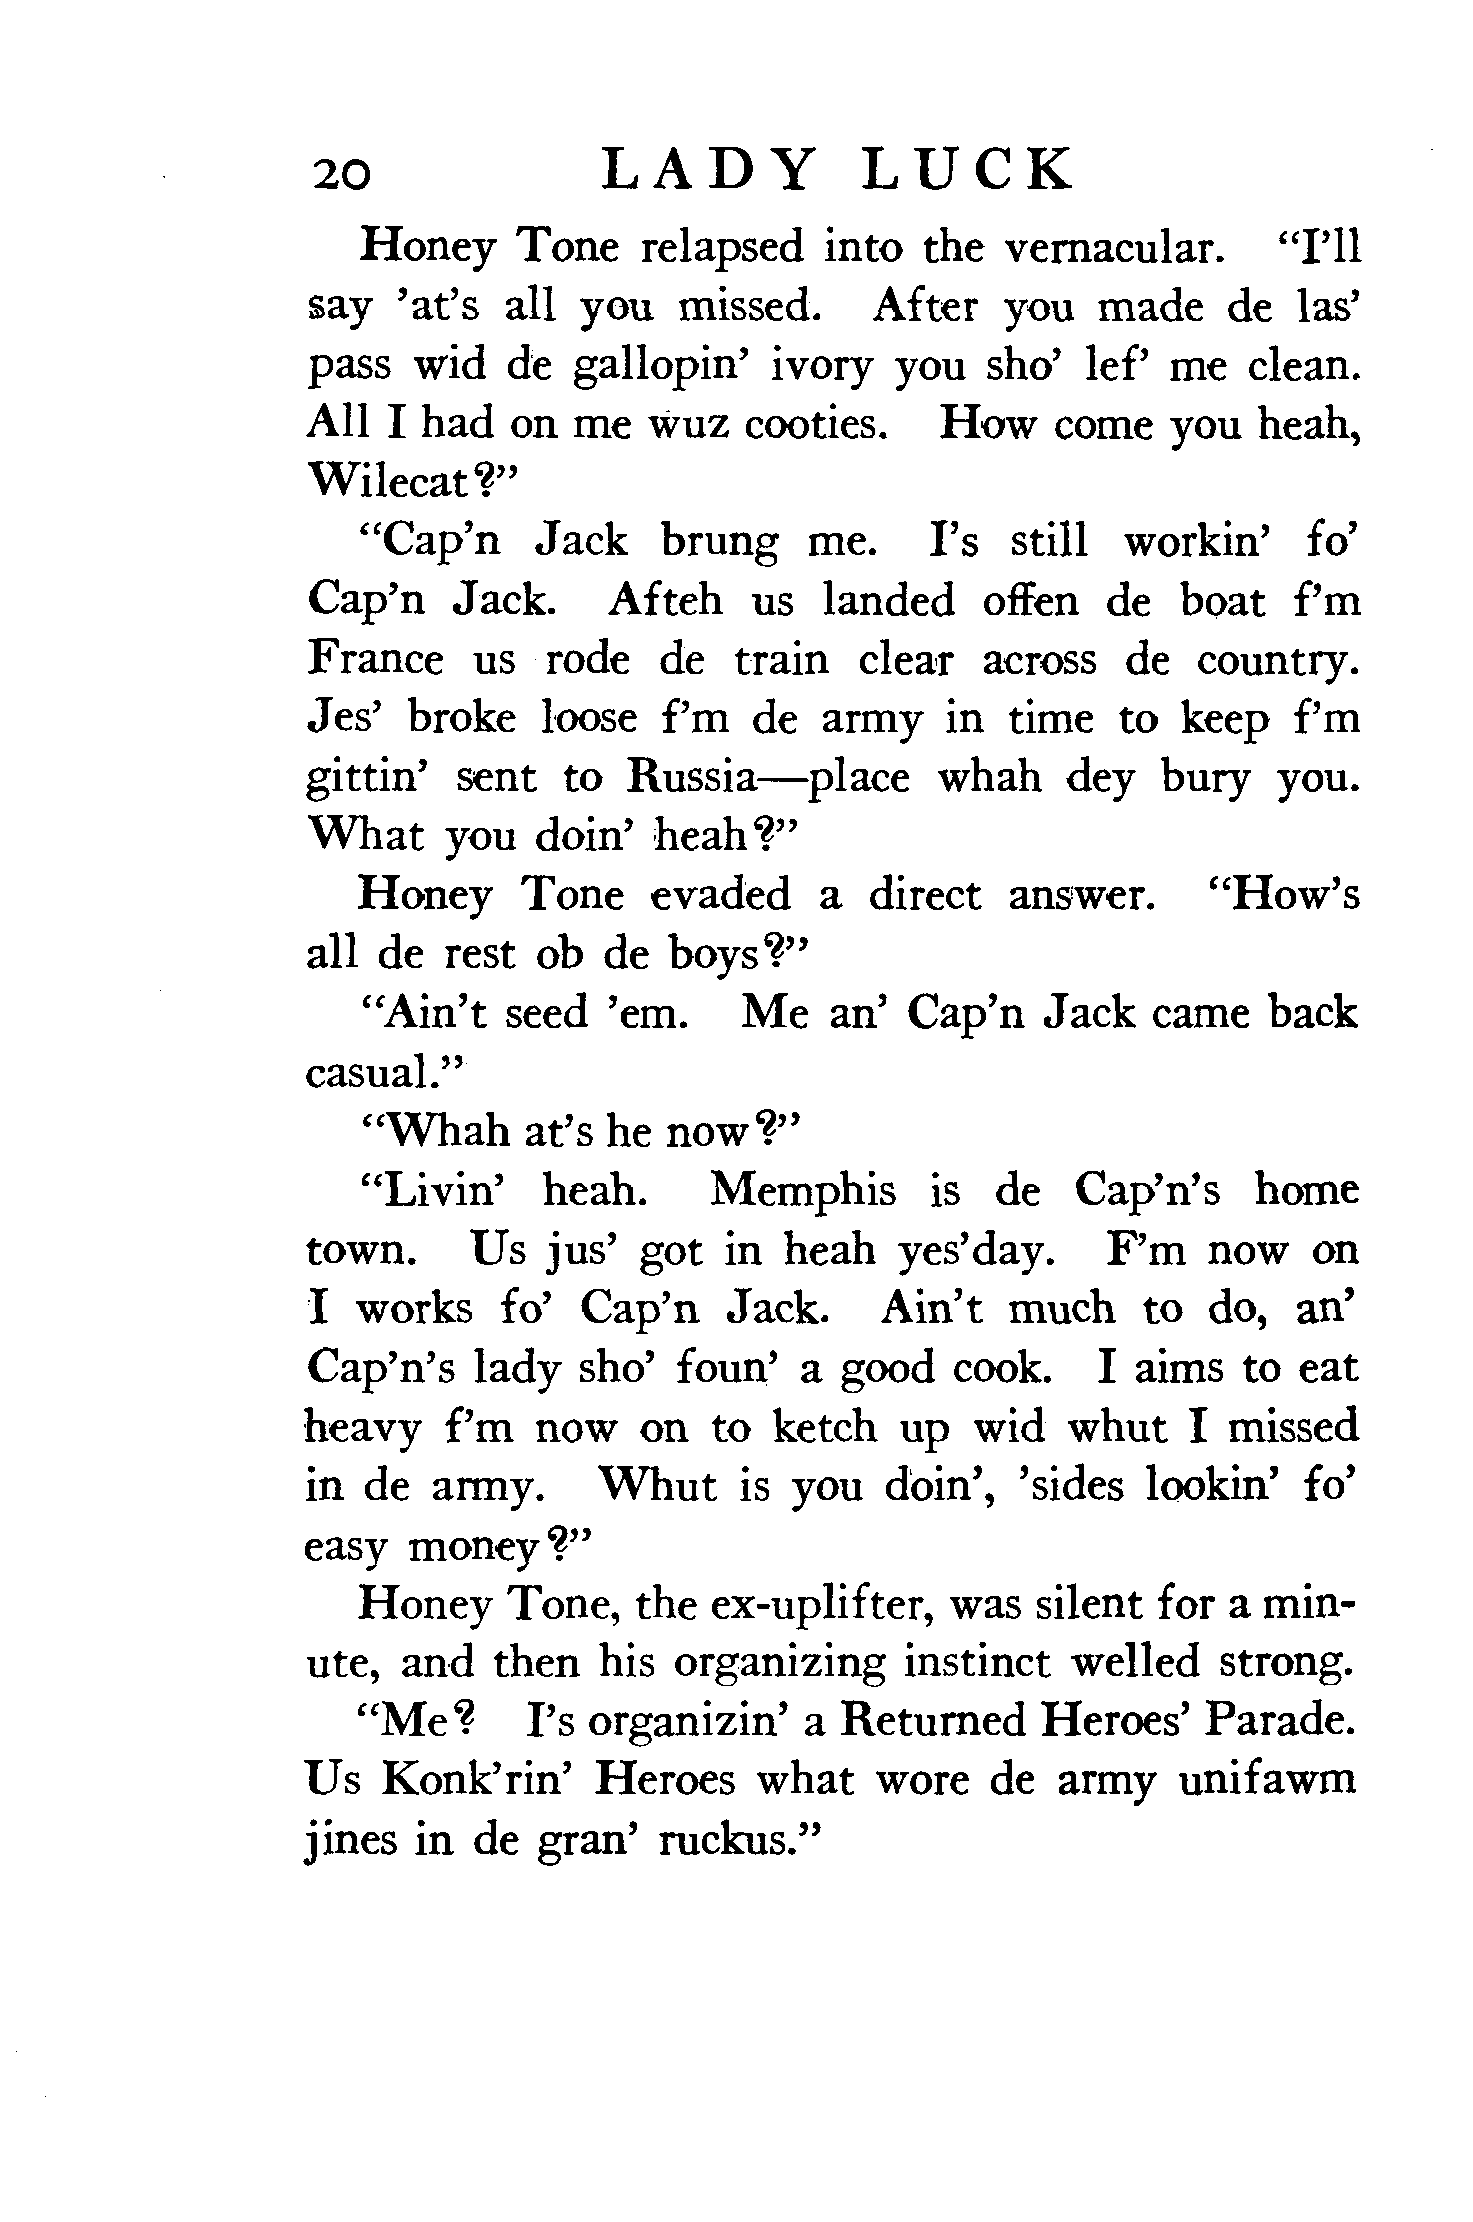 20 LADY LUCK
Honey Tone relapsed into the vernacular. “I’ll
say ’at’s all you missed. After you made de las’
pass wid de gallopin’ ivory you sho’ lef’ me clean.
All I had on me wuz cooties. How come you heah,
Wilecat?”
“Cap’n Jack brung me. I’s still workin’ fo’
Cap’n Jack. Afteh us landed offen de boat f’m
France us rode de train clear across de country.
Jes’ broke loose f’m de army in time to keep f’m
gittin’ sent to Russia—place whah dey bury you.
What you doin’ heah?”
Honey Tone evaded a direct answer. “How’s
all de rest ob de boys?”
“Ain’t seed ’em. Me an’ Cap’n Jack came back
casual.”
“Whah at’s he now?”
“Livin’ heah. Memphis is de Cap’n’s home
town. Us jus’ got in heah yes’day. F’m now on
I works fo’ Cap’n Jack. Ain’t much to do, an’
Cap’n’s lady sho’ foun’ a good cook. I aims to eat
heavy f’m now on to ketch up wid whut I missed
in de army. Whut is you doin’, ’sides lookin’ fo’
easy money?”
Honey Tone, the ex-uplifter, was silent for a min-
ute, and then his organizing instinct welled strong.
“Me? I’s organizin’ a Returned Heroes’ Parade.
Us Konk’rin’ Heroes what wore de army unifawm
jines in de gran’ ruckus.”